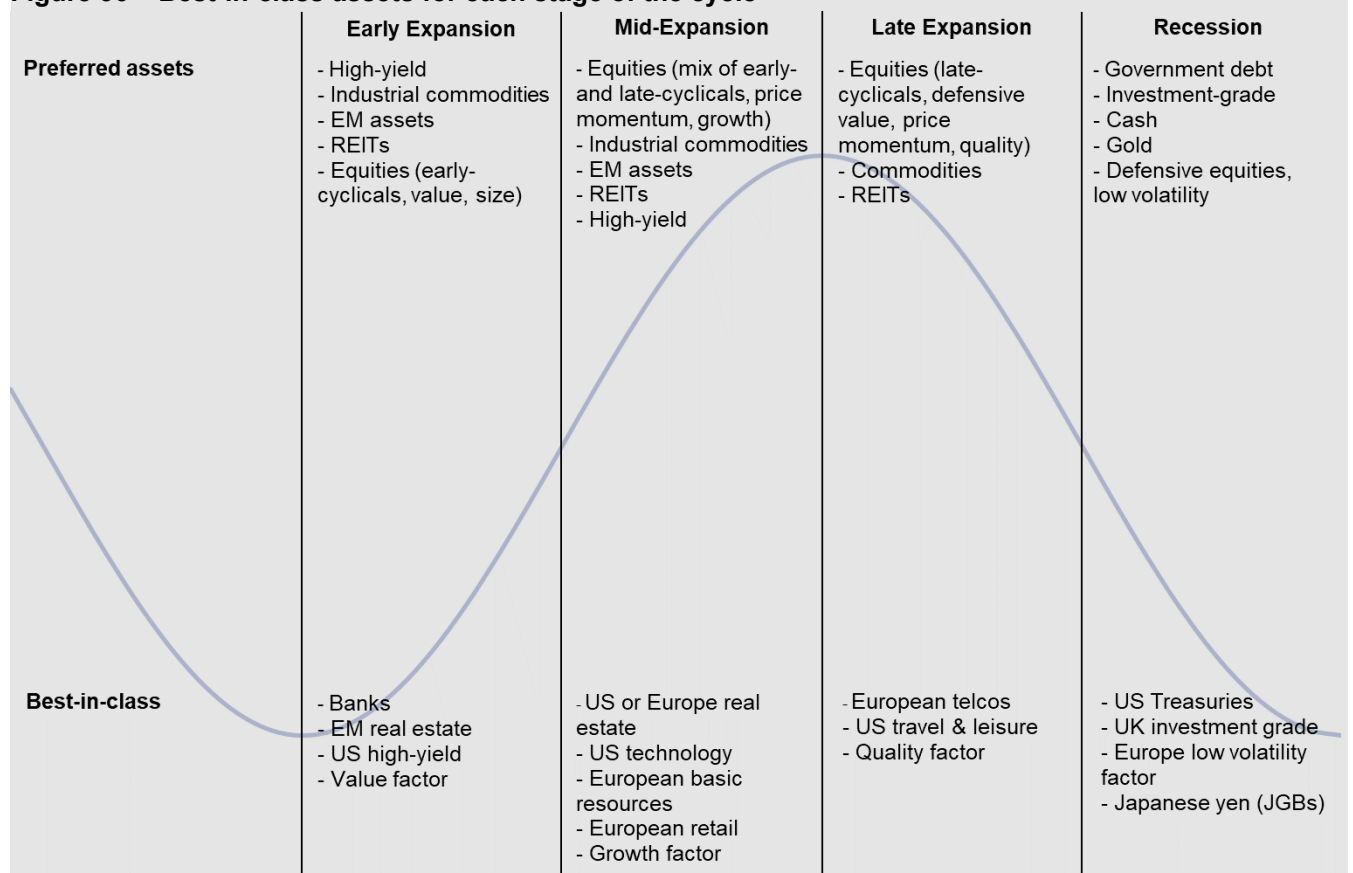 Early Expansion
Mid-Expansion
Late Expansion
Recession
Preferred assets
- High-yield
- Industrial commodities
- EM assets
- REITs
- Equities (early-
cyclicals, value, size)
- Equities (mix of early-
and late-cyclicals, price
momentum, growth)
- Industrial commodities
- EM assets
- REITs
- High-yield
- Equities (late-
cyclicals, defensive
value, price
momentum, quality)
- Commodities
- REITs
- Government debt
- Investment-grade
- Cash
- Gold
- Defensive equities,
low volatility
Best-in-class
- Banks
- EM real estate
- US high-yield
- Value factor
- US or Europe real
estate
- US technology
- European basic
resources
- European retail
- Growth factor
- European telcos
- US travel & leisure
- Quality factor
- US Treasuries
- UK investment grade
- Europe low volatility
factor
- Japanese yen (JGBs)